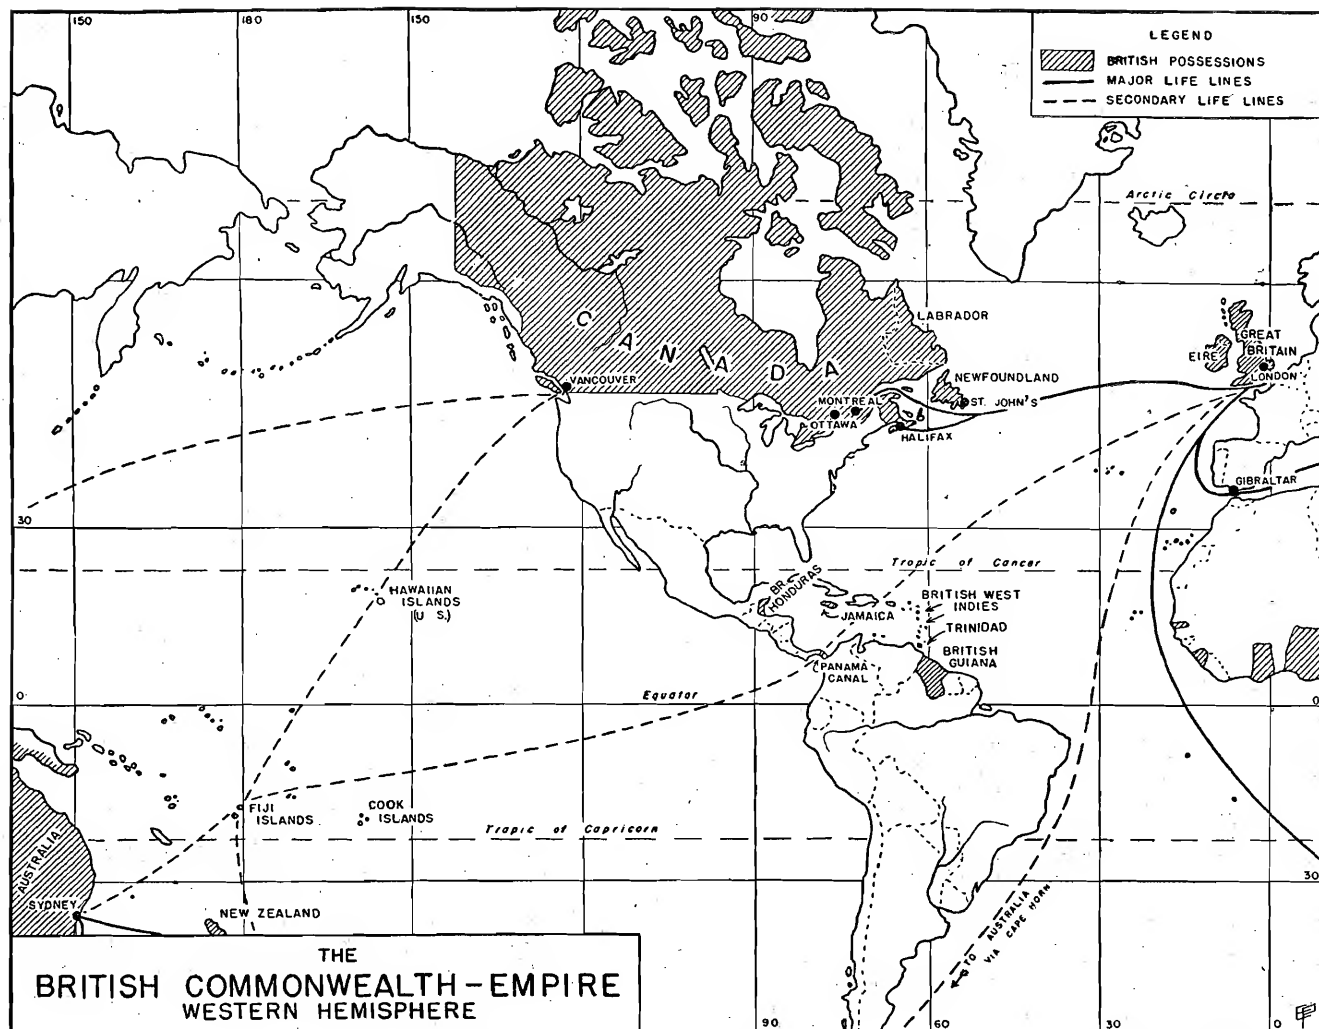 150
180
150
90
LEGEND
BRITISH POSSESSIONS
MAJOR LIFE LINES
SECONDARY LIFE LINES
Arctic Circle
LABRADOR
GREAT
BRITAIN
EIRE
LONDON
CANADA
VANCOUVER
NEWFOUNDLAND
ST. JOHN'S
MONTREAL
OTTAWA
HALIFAX
GIBRALTAR
30
Tropic of Cancer
HAWAIIAN
ISLANDS
(U S.)
BR.
HONDURAS
JAMAICA
BRITISH WEST
INDIES
TRINIDAD
BRITISH
GUIANA
PANAMA
CANAL
0
Equator
0
FIJI
ISLANDS
COOK
ISLANDS
Tropic of Capricorn
AUSTRALIA
SYDNEY
NEW ZEALAND
30
TO AUSTRALIA
VIA CAPE HORN
THE
BRITISH COMMONWEALTH-EMPIRE
WESTERN HEMISPHERE
90
60
30
0